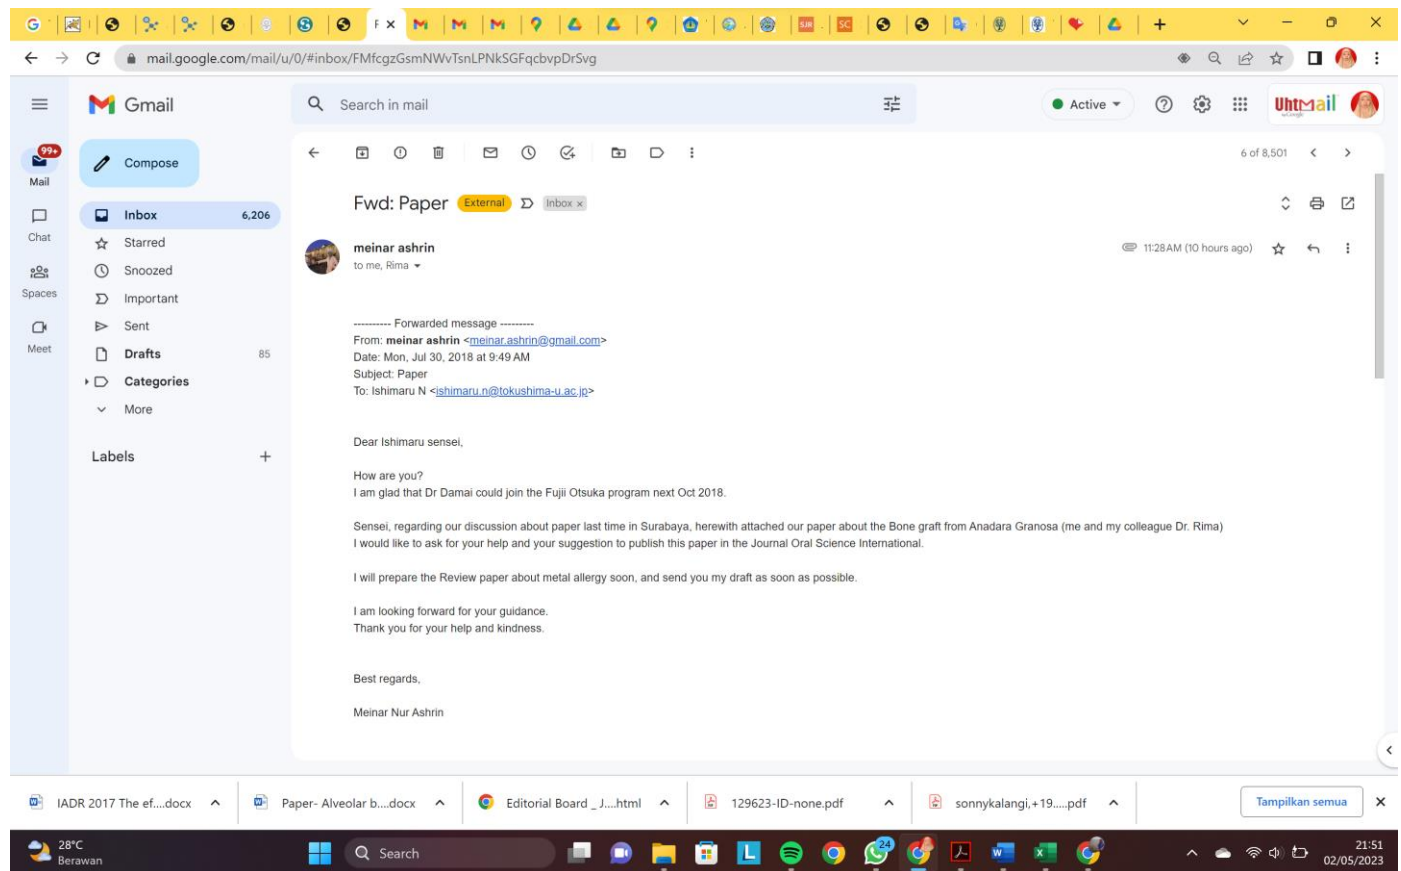 mail.google.com/mail/u/0/#inbox/FMfcgzGsmNWvTsnLPNkSGFqcbvpDrSvg
Gmail
Search in mail
Active
UhtMail
99+
Mail
Compose
6 of 8,501
Chat
Spaces
Meet
Inbox 6,206
Starred
Snoozed
Important
Sent
Drafts 85
Categories
More
Labels
Fwd: Paper External Inbox x
meinar ashrin
11:28 AM (10 hours ago)
to me, Rima
---------- Forwarded message ---------
From: meinar ashrin <meinar.ashrin@gmail.com>
Date: Mon, Jul 30, 2018 at 9:49 AM
Subject: Paper
To: Ishimaru N <ishimaru.n@tokushima-u.ac.jp>
Dear Ishimaru sensei,
How are you?
I am glad that Dr Damai could join the Fujii Otsuka program next Oct 2018.
Sensei, regarding our discussion about paper last time in Surabaya, herewith attached our paper about the Bone graft from Anadara Granosa (me and my colleague Dr. Rima)
I would like to ask for your help and your suggestion to publish this paper in the Journal Oral Science International.
I will prepare the Review paper about metal allergy soon, and send you my draft as soon as possible.
I am looking forward for your guidance.
Thank you for your help and kindness.
Best regards,
Meinar Nur Ashrin
IADR 2017 The ef....docx
Paper- Alveolar b....docx
Editorial Board _ J....html
129623-ID-none.pdf
sonnykalangi,+19.....pdf
Tampilkan semua
28°C
Berawan
Search
24
21:51
02/05/2023